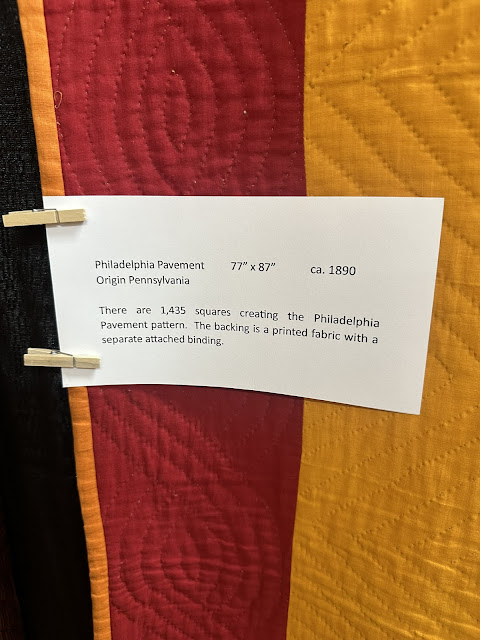 Philadelphia Pavement 77” x 87” ca. 1890
Origin Pennsylvania
There are 1,435 squares creating the Philadelphia
Pavement pattern. The backing is a printed fabric with a
separate attached binding.